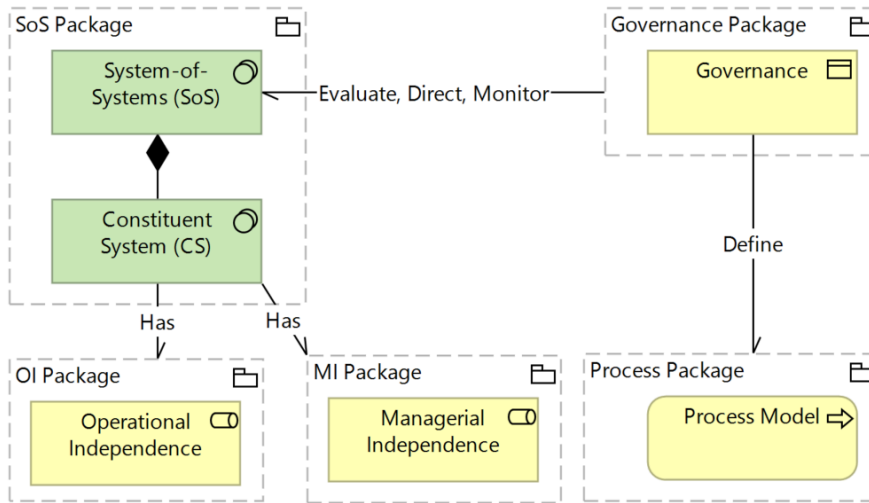 SoS Package
Governance Package
System-of-
Systems (SoS)
Evaluate, Direct, Monitor
Governance
Constituent
System (CS)
Define
Has
Has
OI Package
MI Package
Process Package
Operational
Independence
Managerial
Independence
Process Model